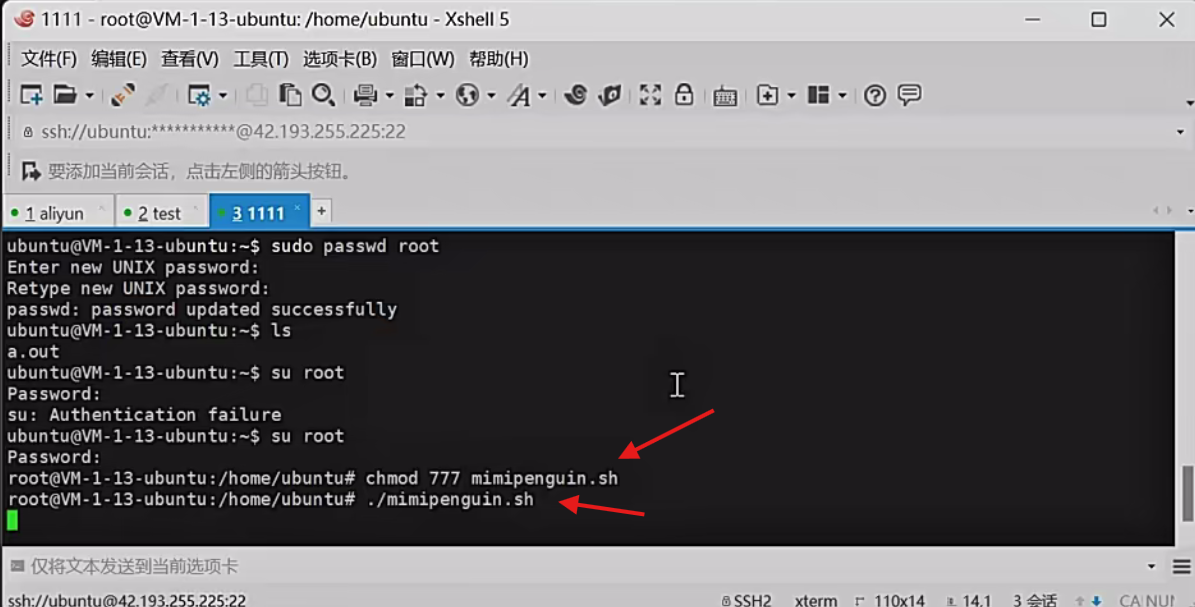 1111 - root@VM-1-13-ubuntu: /home/ubuntu - Xshell 5
文件(F) 编辑(E) 查看(V) 工具(T) 选项卡(B) 窗口(W) 帮助(H)
ssh://ubuntu:***********@42.193.255.225:22
要添加当前会话，点击左侧的箭头按钮。
1 aliyun 2 test 3 1111 +
ubuntu@VM-1-13-ubuntu:~$ sudo passwd root
Enter new UNIX password:
Retype new UNIX password:
passwd: password updated successfully
ubuntu@VM-1-13-ubuntu:~$ ls
a.out
ubuntu@VM-1-13-ubuntu:~$ su root
Password:
su: Authentication failure
ubuntu@VM-1-13-ubuntu:~$ su root
Password:
root@VM-1-13-ubuntu:/home/ubuntu# chmod 777 mimipenguin.sh
root@VM-1-13-ubuntu:/home/ubuntu# ./mimipenguin.sh
仅将文本发送到当前选项卡
ssh://ubuntu@42.193.255.225:22 SSH2 xterm 110x14 14,1 3 会话